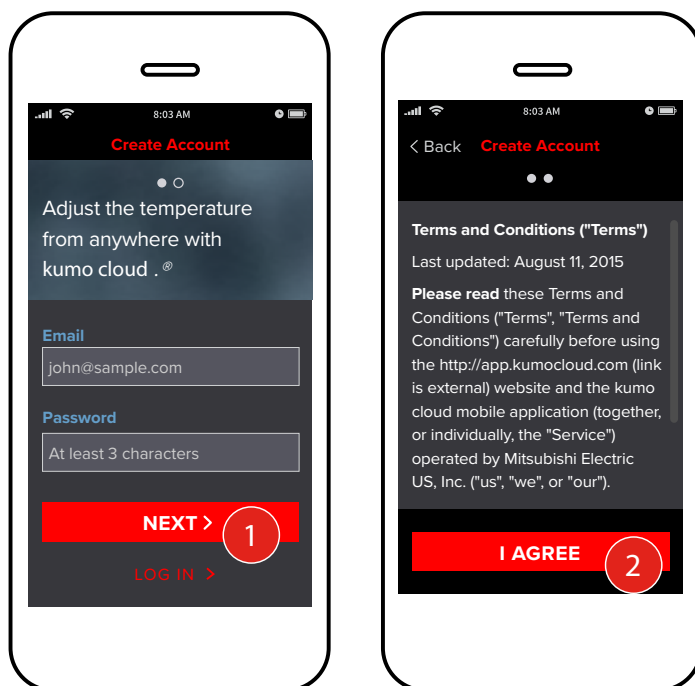 8:03 AM
Create Account
Adjust the temperature
from anywhere with
kumo cloud . ®
Email
john@sample.com
Password
At least 3 characters
NEXT >
1
LOG IN >
8:03 AM
< Back Create Account
Terms and Conditions ("Terms")
Last updated: August 11, 2015
Please read these Terms and
Conditions ("Terms", "Terms and
Conditions") carefully before using
the http://app.kumocloud.com (link
is external) website and the kumo
cloud mobile application (together,
or individually, the "Service")
operated by Mitsubishi Electric
US, Inc. ("us", "we", or "our").
I AGREE
2